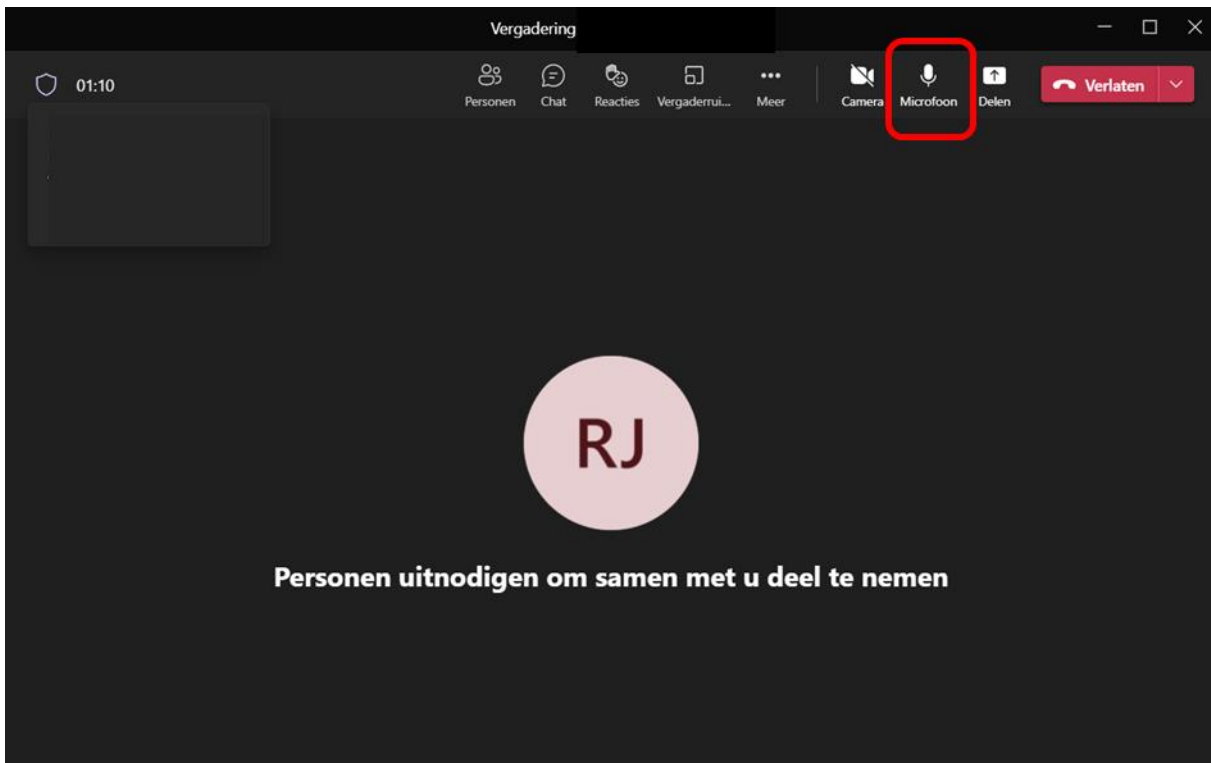 Vergadering
01:10
Personen Chat Reacties Vergaderrui... Meer Camera Microfoon Delen Verlaten
RJ
Personen uitnodigen om samen met u deel te nemen